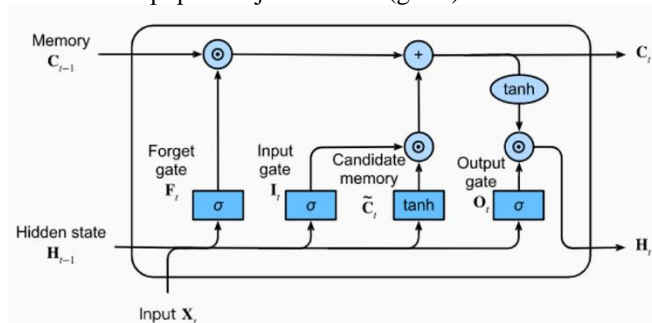 Memory
C_{t-1}
C_t
tanh
Forget
gate
F_t
Input
gate
I_t
Candidate
memory
C̃_t
Output
gate
O_t
σ
σ
tanh
σ
Hidden state
H_{t-1}
H_t
Input X_t